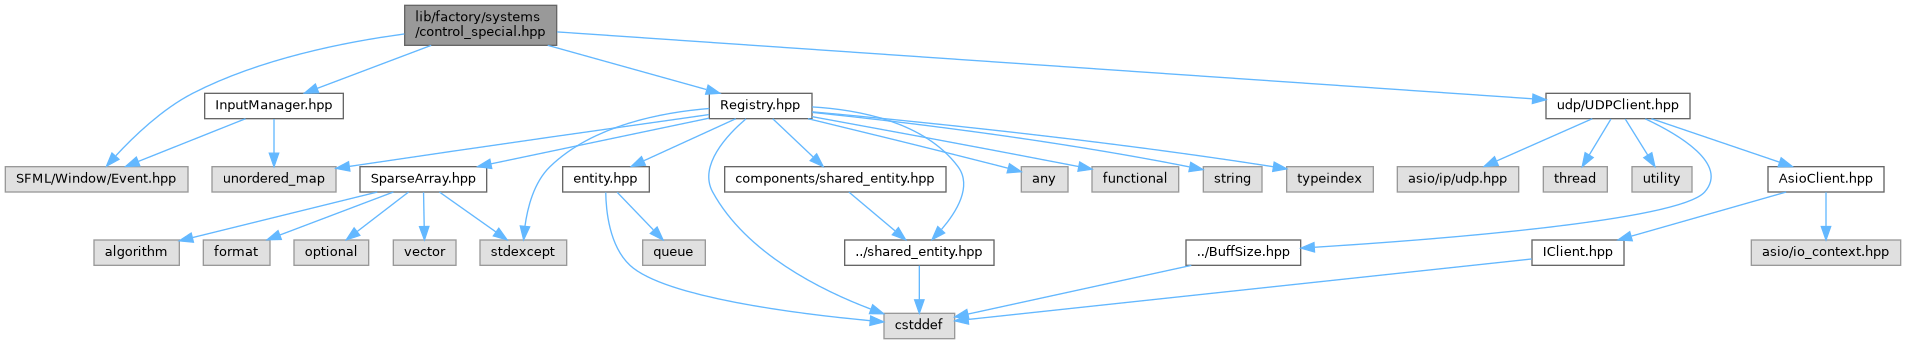 lib/factory/systems
/control_special.hpp
InputManager.hpp
Registry.hpp
udp/UDPClient.hpp
SFML/Window/Event.hpp
unordered_map
SparseArray.hpp
entity.hpp
components/shared_entity.hpp
any
functional
string
typeindex
asio/ip/udp.hpp
thread
utility
AsioClient.hpp
algorithm
format
optional
vector
stdexcept
queue
../shared_entity.hpp
../BuffSize.hpp
IClient.hpp
asio/io_context.hpp
cstddef